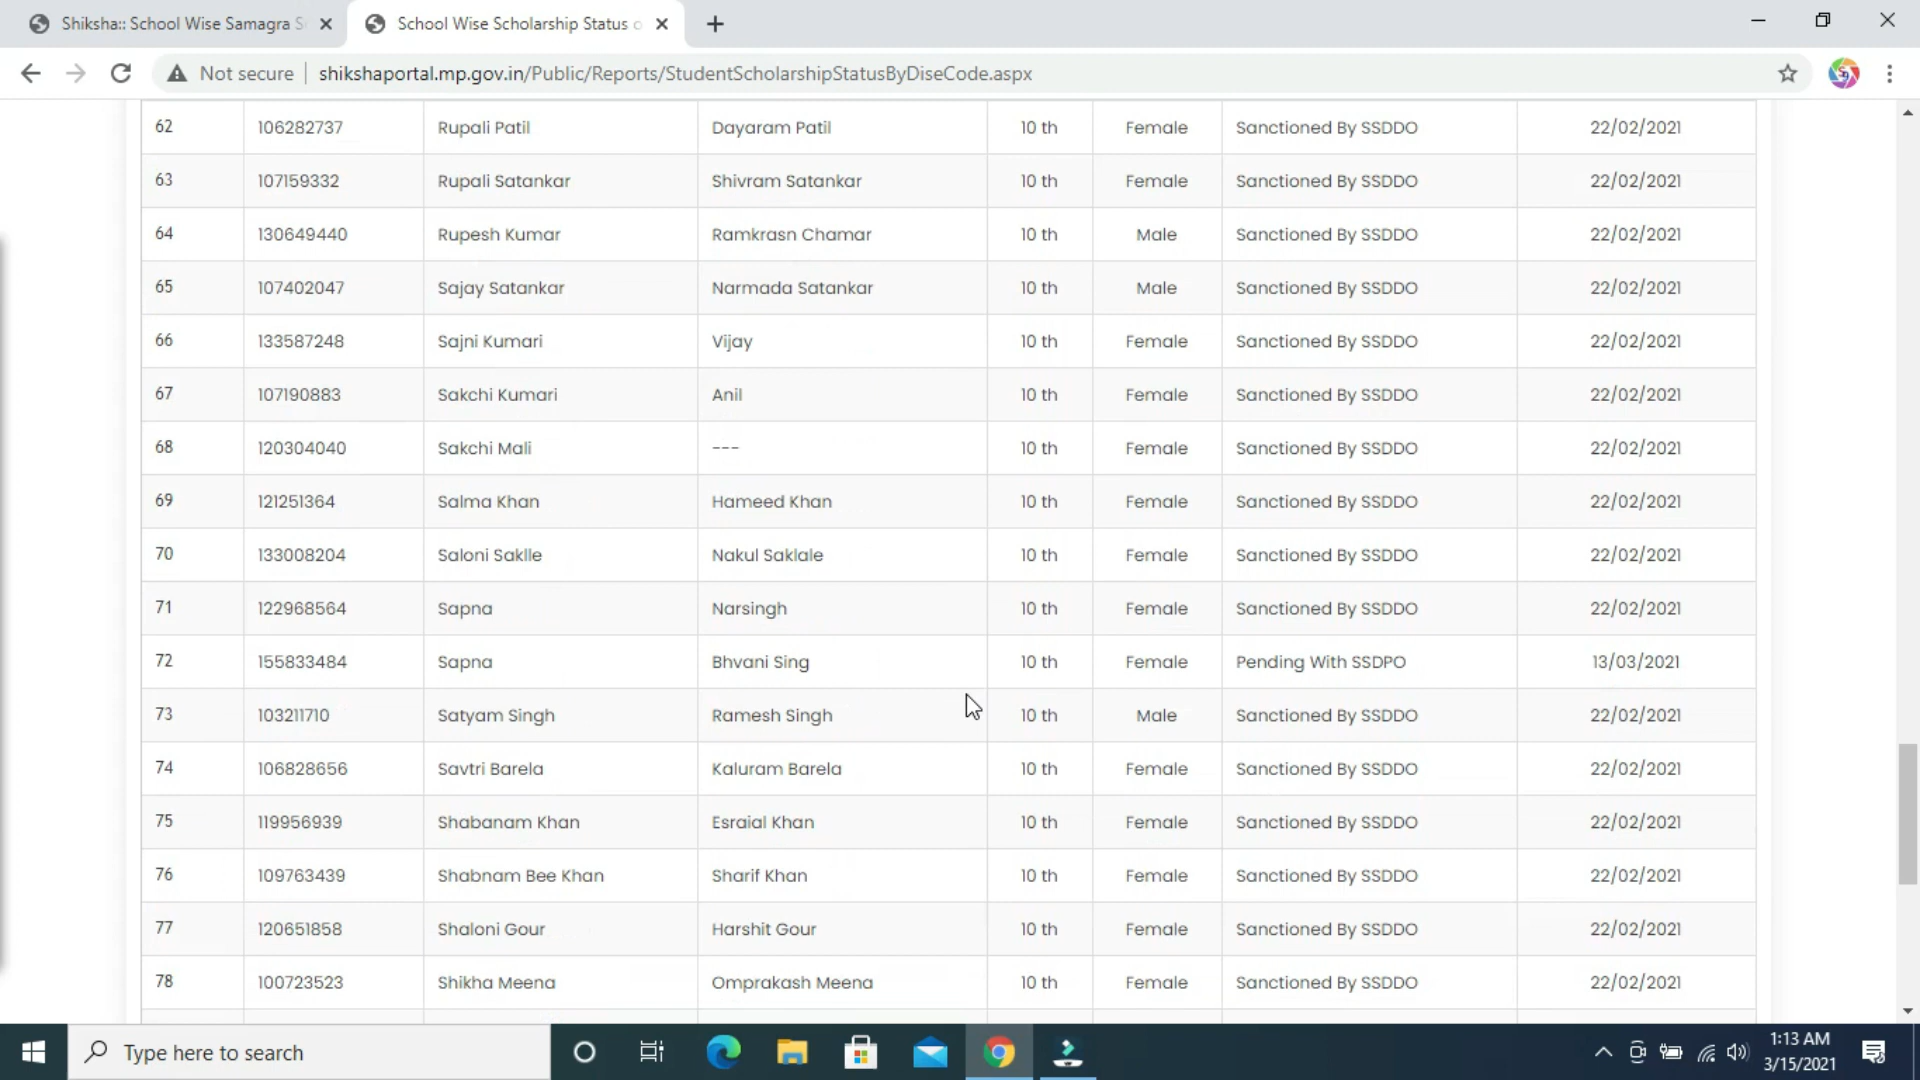 Shiksha:: School Wise Samagra S
School Wise Scholarship Status o
Not secure
shikshaportal.mp.gov.in/Public/Reports/StudentScholarshipStatusByDiseCode.aspx
62 106282737 Rupali Patil Dayaram Patil 10 th Female Sanctioned By SSDDO 22/02/2021
63 107159332 Rupali Satankar Shivram Satankar 10 th Female Sanctioned By SSDDO 22/02/2021
64 130649440 Rupesh Kumar Ramkrasn Chamar 10 th Male Sanctioned By SSDDO 22/02/2021
65 107402047 Sajay Satankar Narmada Satankar 10 th Male Sanctioned By SSDDO 22/02/2021
66 133587248 Sajni Kumari Vijay 10 th Female Sanctioned By SSDDO 22/02/2021
67 107190883 Sakchi Kumari Anil 10 th Female Sanctioned By SSDDO 22/02/2021
68 120304040 Sakchi Mali --- 10 th Female Sanctioned By SSDDO 22/02/2021
69 121251364 Salma Khan Hameed Khan 10 th Female Sanctioned By SSDDO 22/02/2021
70 133008204 Saloni Saklle Nakul Saklale 10 th Female Sanctioned By SSDDO 22/02/2021
71 122968564 Sapna Narsingh 10 th Female Sanctioned By SSDDO 22/02/2021
72 155833484 Sapna Bhvani Sing 10 th Female Pending With SSDPO 13/03/2021
73 103211710 Satyam Singh Ramesh Singh 10 th Male Sanctioned By SSDDO 22/02/2021
74 106828656 Savtri Barela Kaluram Barela 10 th Female Sanctioned By SSDDO 22/02/2021
75 119956939 Shabanam Khan Esraial Khan 10 th Female Sanctioned By SSDDO 22/02/2021
76 109763439 Shabnam Bee Khan Sharif Khan 10 th Female Sanctioned By SSDDO 22/02/2021
77 120651858 Shaloni Gour Harshit Gour 10 th Female Sanctioned By SSDDO 22/02/2021
78 100723523 Shikha Meena Omprakash Meena 10 th Female Sanctioned By SSDDO 22/02/2021
Type here to search
1:13 AM
3/15/2021